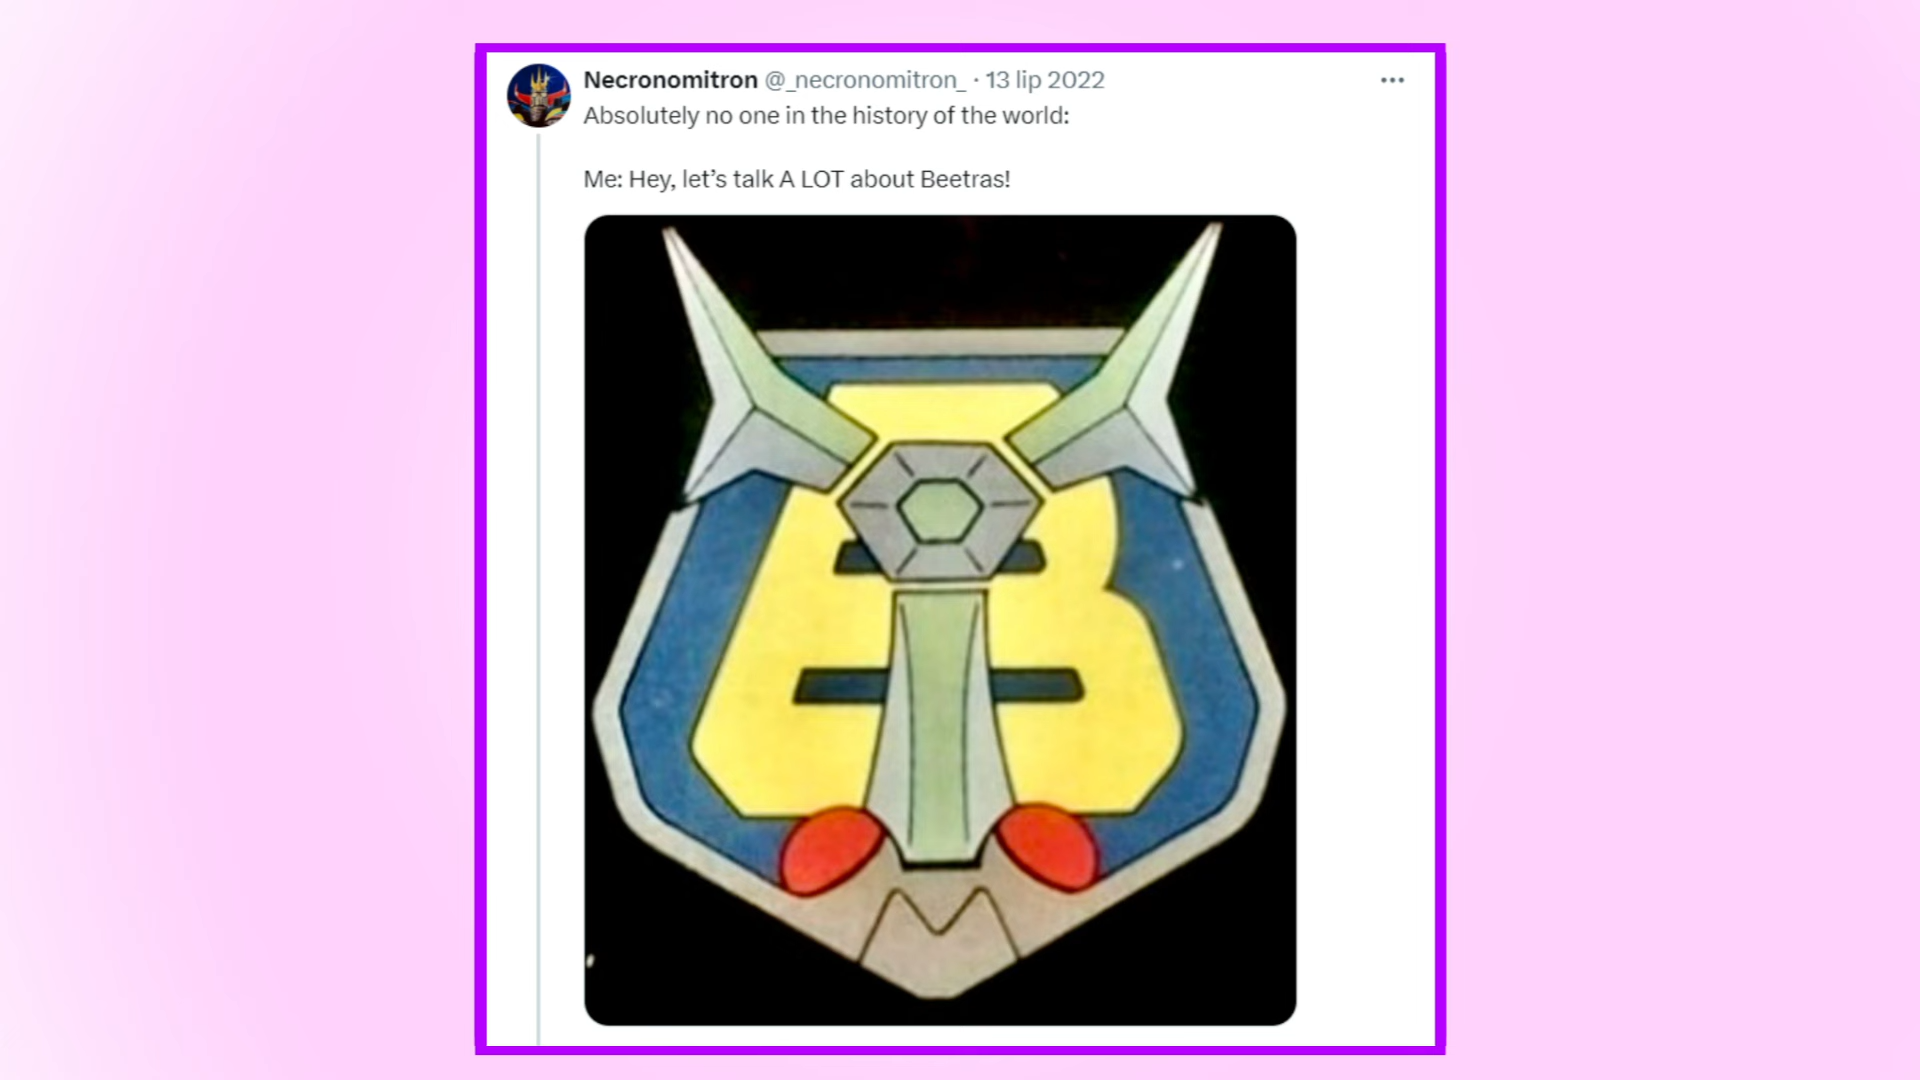 Necronomitron @_necronomitron_ · 13 lip 2022
Absolutely no one in the history of the world:
Me: Hey, let’s talk A LOT about Beetras!
B